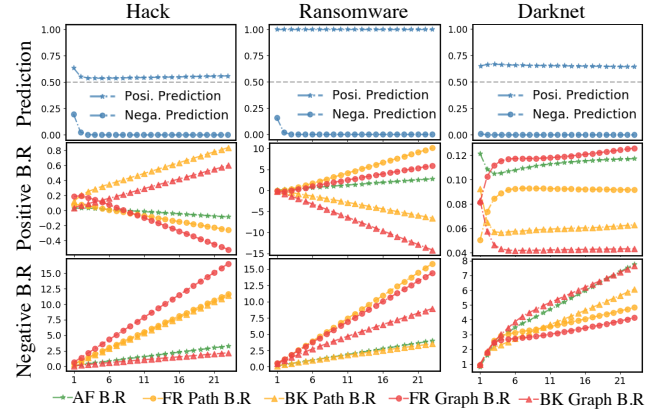 Hack Ransomware Darknet
Prediction
1.00 1.00 1.00
0.75 0.75 0.75
0.50 0.50 0.50
Posi. Prediction Posi. Prediction Posi. Prediction
0.25 0.25 0.25
Nega. Prediction Nega. Prediction Nega. Prediction
0.00 0.00 0.00
Positive B.R
0.8 10 0.12
0.6 5 0.10
0.4 0 0.08
0.2 -5 0.06
0.0 -10 0.04
−0.2 −15
−0.4
Negative B.R
15.0 15.0 8
12.5 12.5 7
10.0 10.0 6
7.5 7.5 5
5.0 5.0 4
2.5 2.5 3
0.0 0.0 2
1
1 6 11 16 21 1 6 11 16 21 1 6 11 16 21
AF B.R FR Path B.R BK Path B.R FR Graph B.R BK Graph B.R